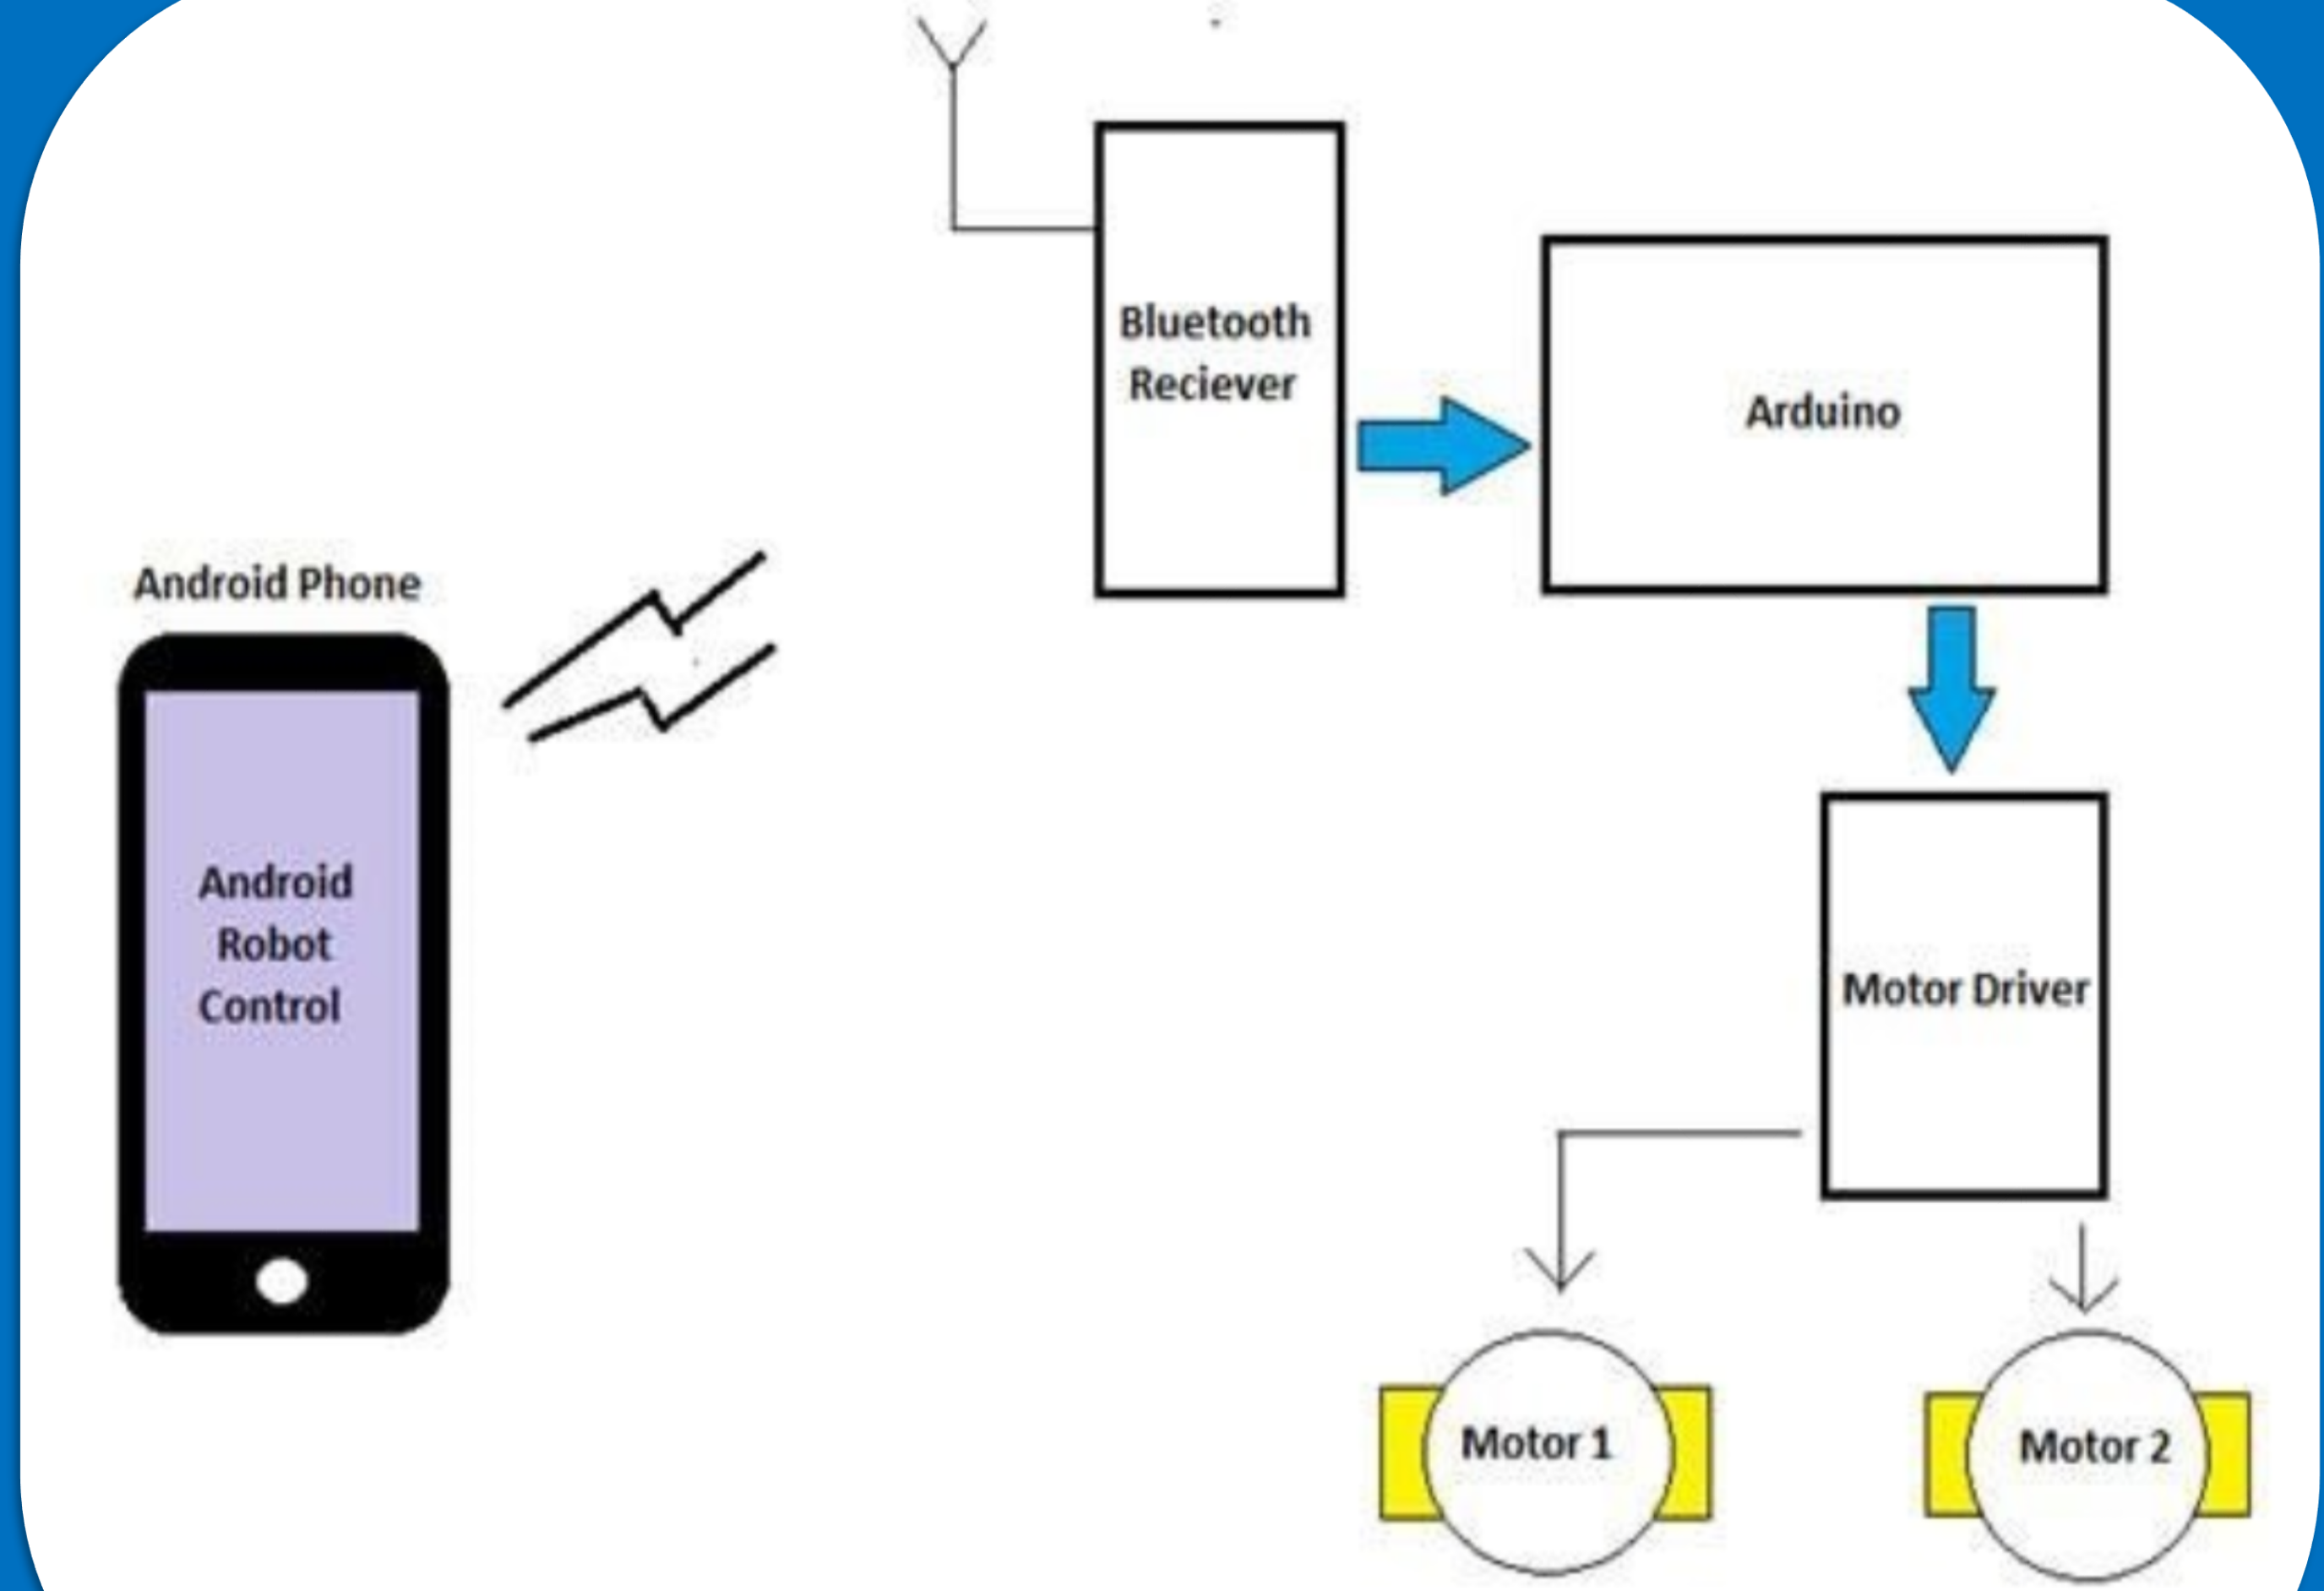 Bluetooth
Reciever
Arduino
Android Phone
Android
Robot
Control
Motor Driver
Motor 1
Motor 2